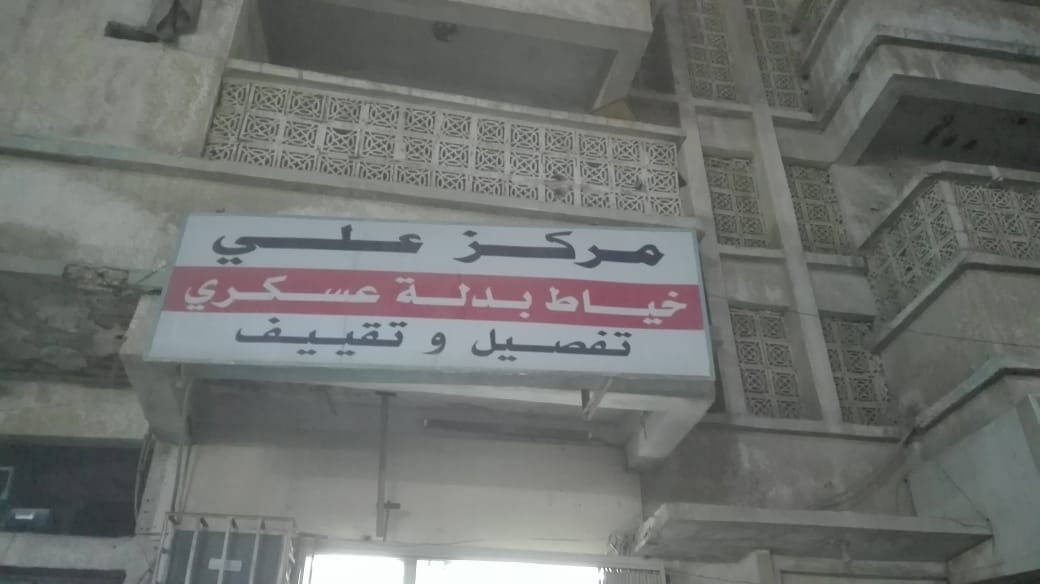 مركز علي
خياط بدلة عسكري
تفصيل و تقييف